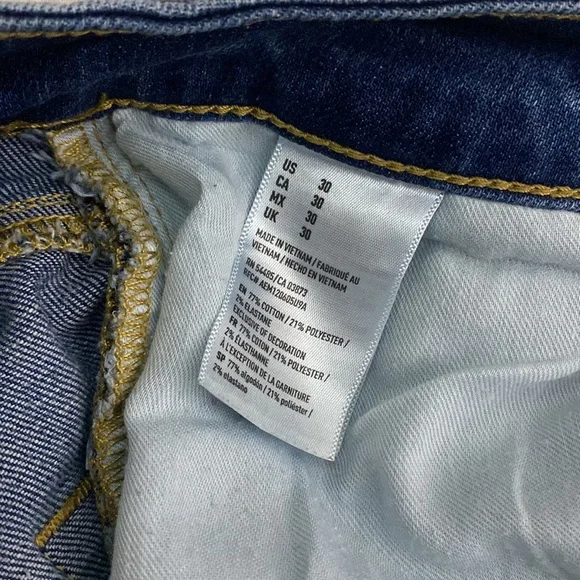 US 30
CA 30
MX 30
UK 30
MADE IN VIETNAM / FABRIQUÉ AU
VIETNAM / HECHO EN VIETNAM
RN 54485/CA 03873
REC# AEM12060SU9A
EN 77% COTTON / 21% POLYESTER /
2% ELASTANE
EXCLUSIVE OF DECORATION
FR 77% COTON / 21% POLYESTER /
2% ÉLASTHANNE
À L'EXCEPTION DE LA GARNITURE
SP 77% algodón / 21% poliéster /
2% elastano